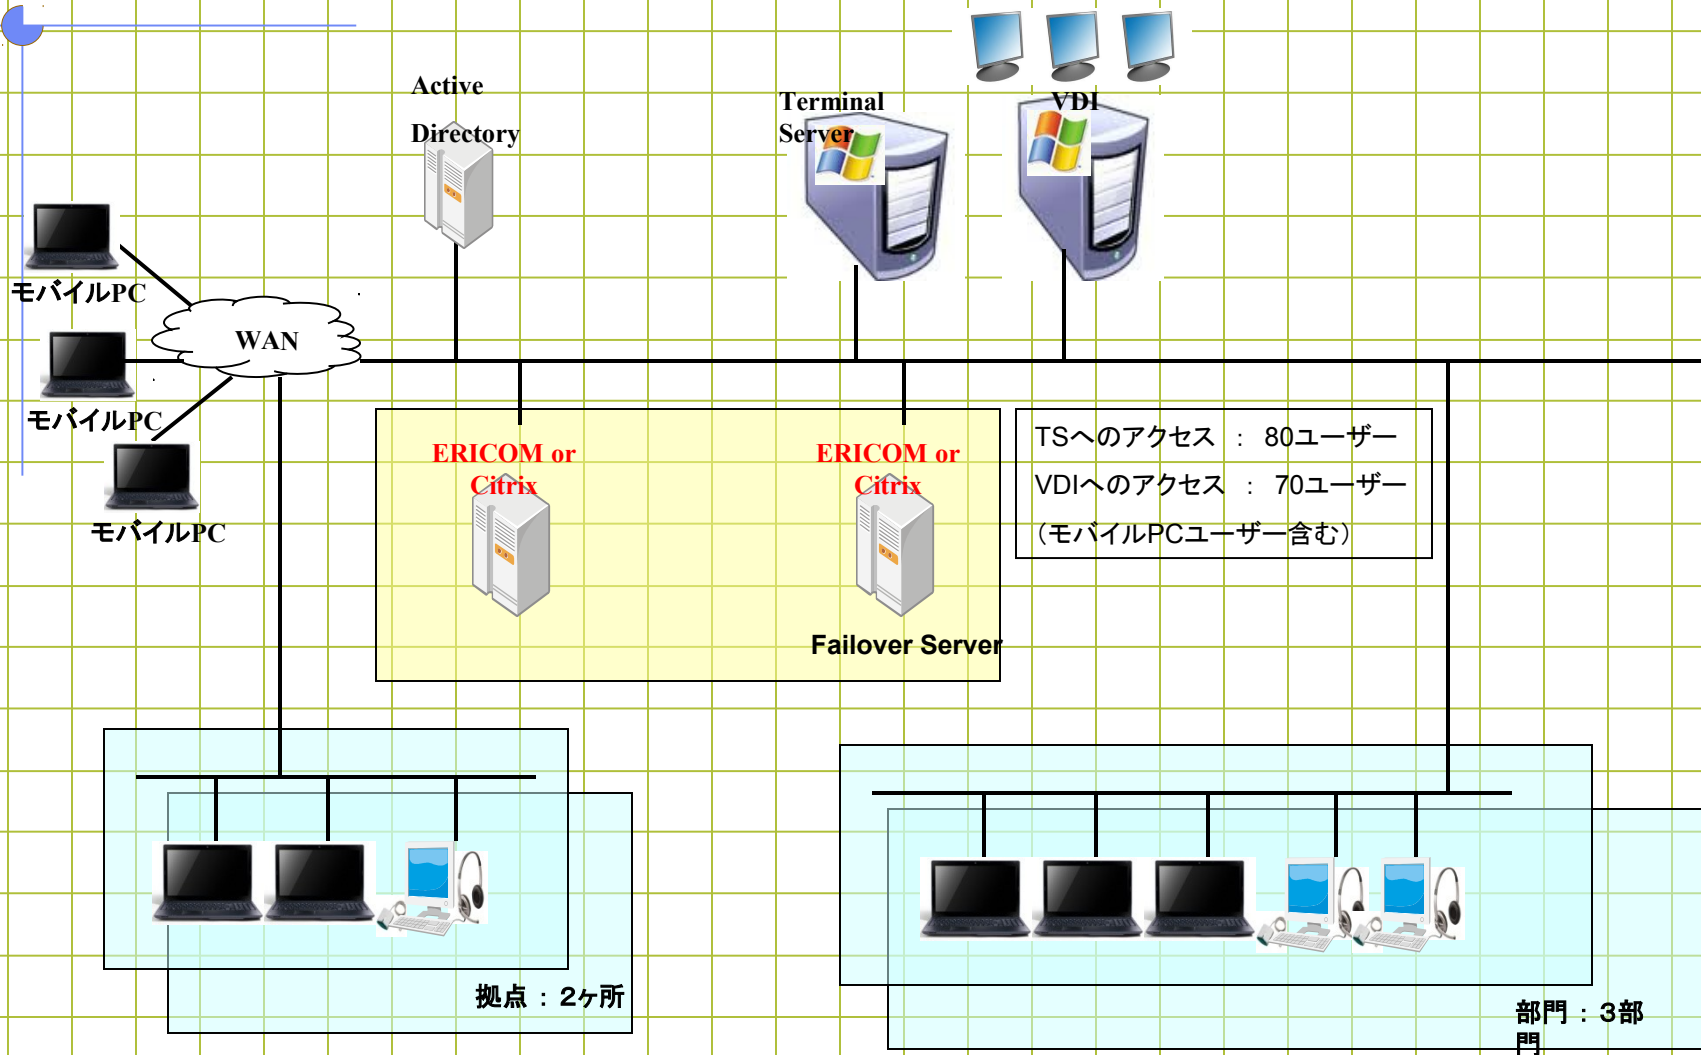 Active
Directory
Terminal
Server
VDI
モバイルPC
WAN
モバイルPC
モバイルPC
ERICOM or
Citrix
ERICOM or
Citrix
Failover Server
TSへのアクセス ： 80ユーザー
VDIへのアクセス ： 70ユーザー
（モバイルPCユーザー含む）
拠点：２ヶ所
部門：３部
門